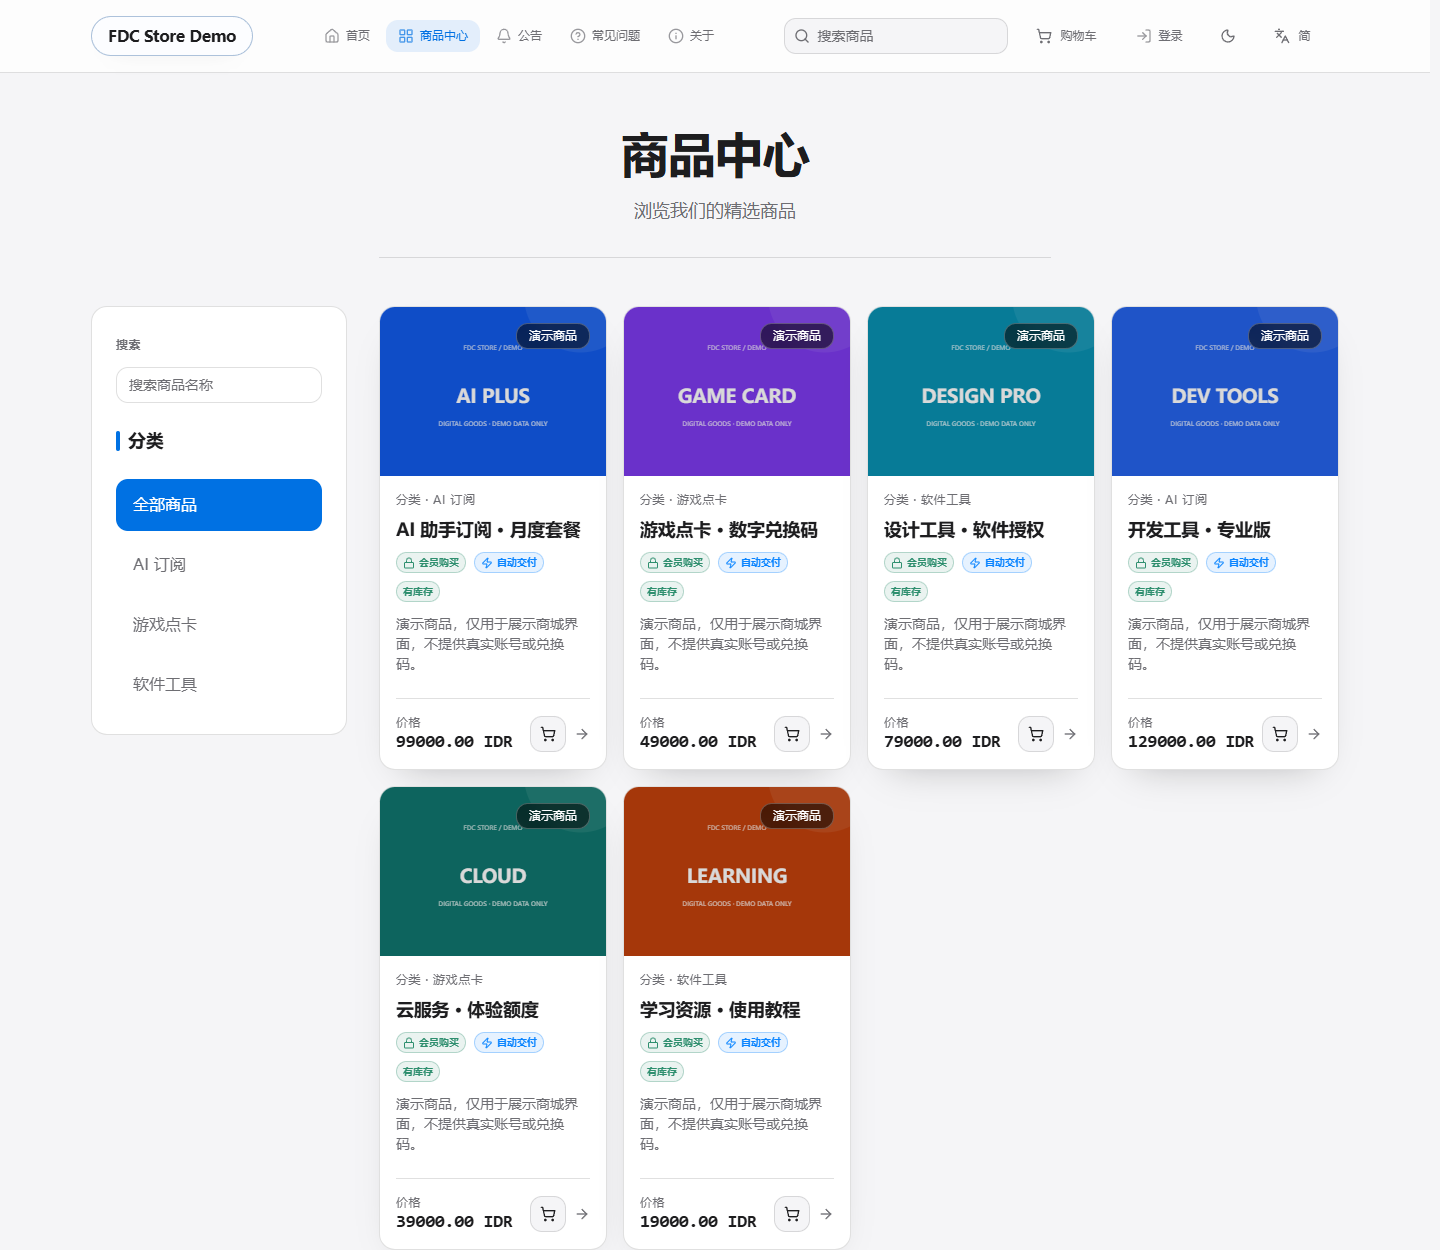 FDC Store Demo
首页
商品中心
公告
常见问题
关于
搜索商品
购物车
登录
简
商品中心
浏览我们的精选商品
搜索
搜索商品名称
分类
全部商品
AI 订阅
游戏点卡
软件工具
演示商品
FDC STORE / DEMO
AI PLUS
DIGITAL GOODS · DEMO DATA ONLY
分类 · AI 订阅
AI 助手订阅 · 月度套餐
会员购买
自动交付
有库存
演示商品，仅用于展示商城界
面，不提供真实账号或兑换
码。
价格
99000.00 IDR
演示商品
FDC STORE / DEMO
GAME CARD
DIGITAL GOODS · DEMO DATA ONLY
分类 · 游戏点卡
游戏点卡 · 数字兑换码
会员购买
自动交付
有库存
演示商品，仅用于展示商城界
面，不提供真实账号或兑换
码。
价格
49000.00 IDR
演示商品
FDC STORE / DEMO
DESIGN PRO
DIGITAL GOODS · DEMO DATA ONLY
分类 · 软件工具
设计工具 · 软件授权
会员购买
自动交付
有库存
演示商品，仅用于展示商城界
面，不提供真实账号或兑换
码。
价格
79000.00 IDR
演示商品
FDC STORE / DEMO
DEV TOOLS
DIGITAL GOODS · DEMO DATA ONLY
分类 · AI 订阅
开发工具 · 专业版
会员购买
自动交付
有库存
演示商品，仅用于展示商城界
面，不提供真实账号或兑换
码。
价格
129000.00 IDR
演示商品
FDC STORE / DEMO
CLOUD
DIGITAL GOODS · DEMO DATA ONLY
分类 · 游戏点卡
云服务 · 体验额度
会员购买
自动交付
有库存
演示商品，仅用于展示商城界
面，不提供真实账号或兑换
码。
价格
39000.00 IDR
演示商品
FDC STORE / DEMO
LEARNING
DIGITAL GOODS · DEMO DATA ONLY
分类 · 软件工具
学习资源 · 使用教程
会员购买
自动交付
有库存
演示商品，仅用于展示商城界
面，不提供真实账号或兑换
码。
价格
19000.00 IDR